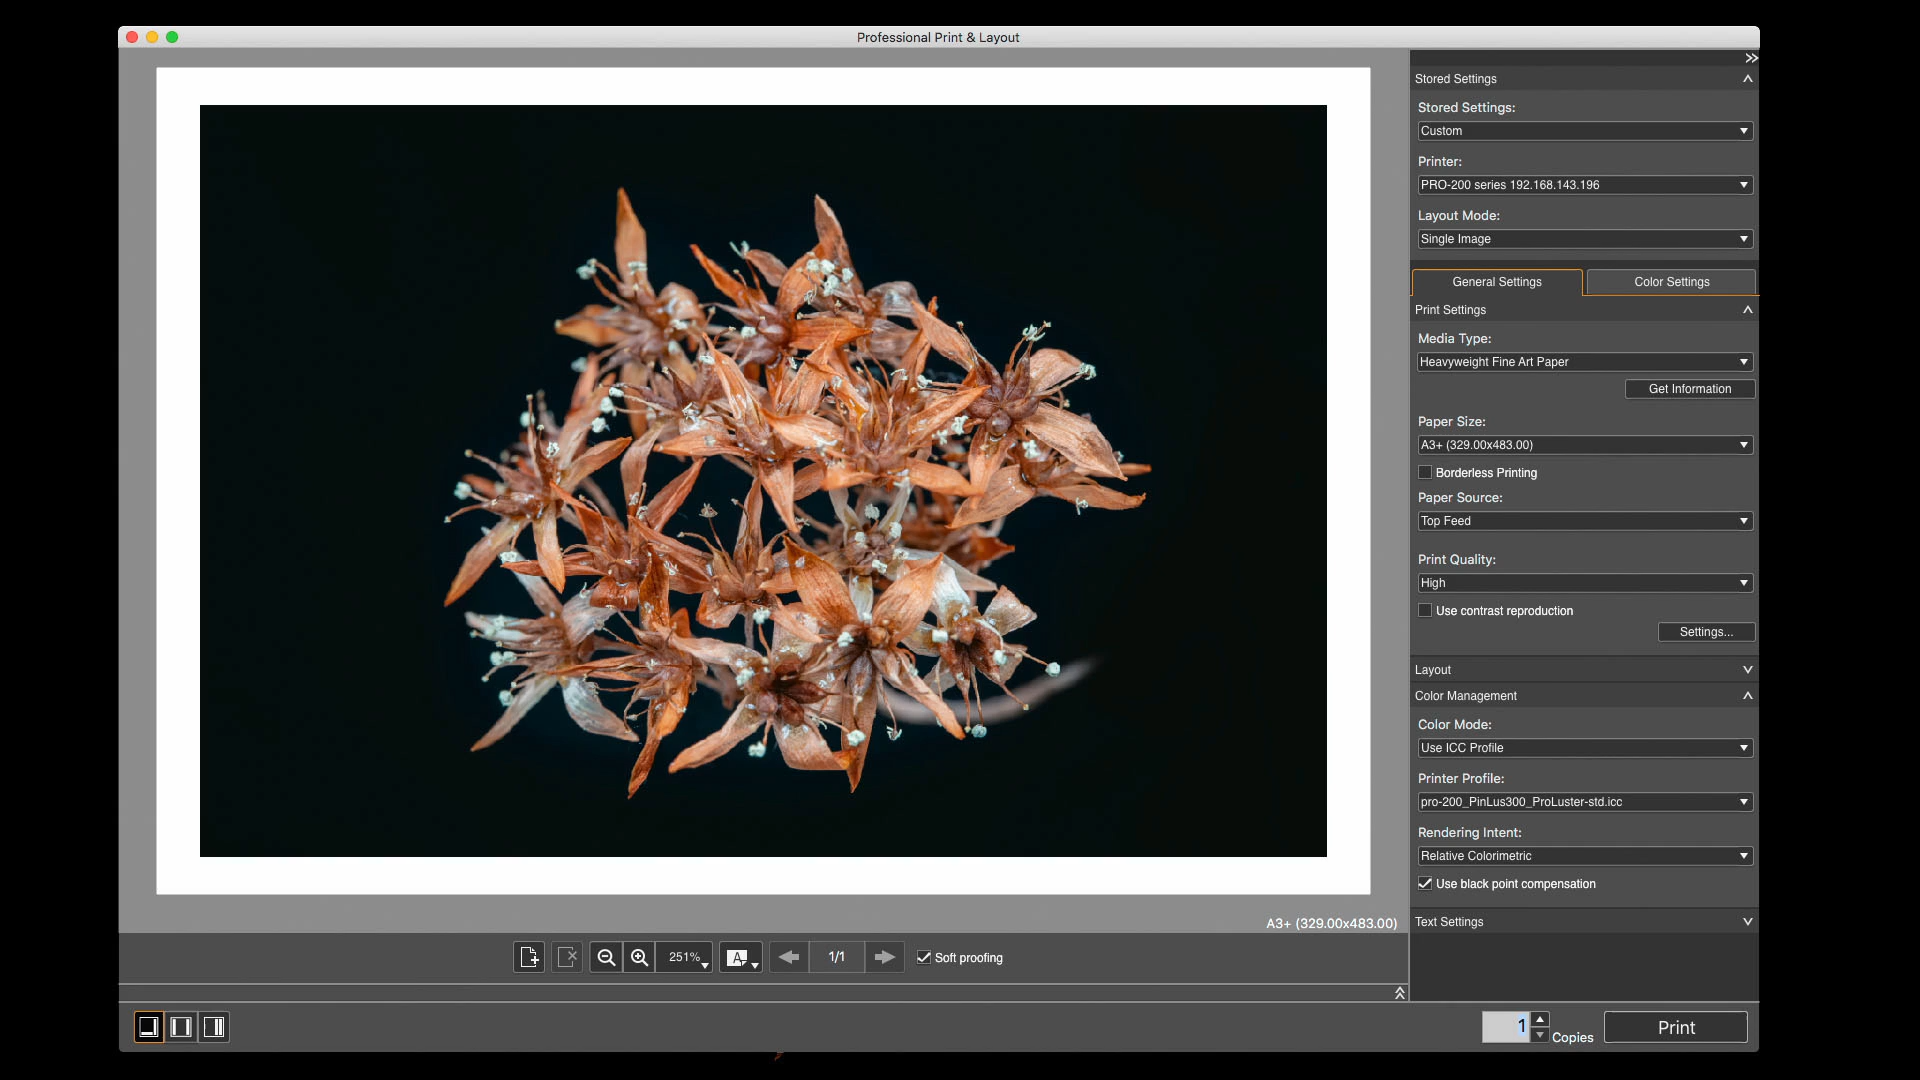 Professional Print & Layout
Stored Settings
Stored Settings:
Custom
Printer:
PRO-200 series 192.168.143.196
Layout Mode:
Single Image
General Settings
Color Settings
Print Settings
Media Type:
Heavyweight Fine Art Paper
Get Information
Paper Size:
A3+ (329.00x483.00)
Borderless Printing
Paper Source:
Top Feed
Print Quality:
High
Use contrast reproduction
Settings...
Layout
Color Management
Color Mode:
Use ICC Profile
Printer Profile:
pro-200_PinLus300_ProLuster-std.icc
Rendering Intent:
Relative Colorimetric
Use black point compensation
Text Settings
A3+ (329.00x483.00)
251%
A
1/1
Soft proofing
1
Copies
Print